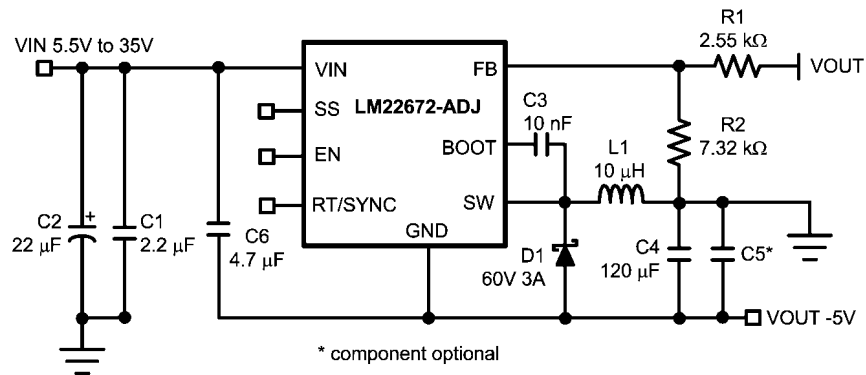 VIN 5.5V to 35V
VIN
SS
EN
RT/SYNC
LM22672-ADJ
FB
BOOT
SW
GND
C3
10 nF
R1
2.55 kΩ
VOUT
R2
7.32 kΩ
L1
10 μH
C2
22 μF
+
C1
2.2 μF
C6
4.7 μF
D1
60V 3A
C4
120 μF
C5*
VOUT -5V
* component optional